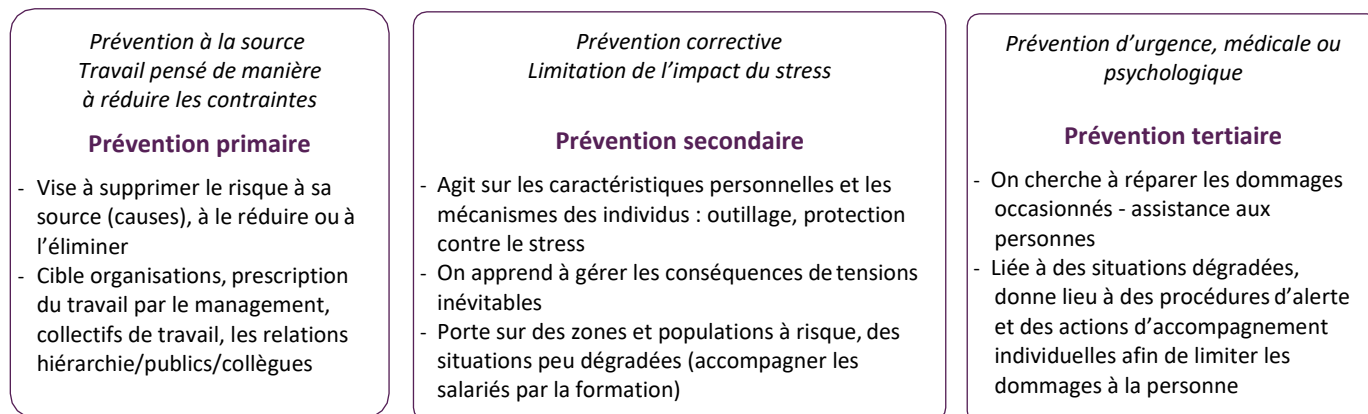 Prévention à la source
Travail pensé de manière
à réduire les contraintes
Prévention primaire
- Vise à supprimer le risque à sa
source (causes), à le réduire ou à
l'éliminer
- Cible organisations, prescription
du travail par le management,
collectifs de travail, les relations
hiérarchie/publics/collègues
Prévention corrective
Limitation de l'impact du stress
Prévention secondaire
- Agit sur les caractéristiques personnelles et les
mécanismes des individus : outillage, protection
contre le stress
- On apprend à gérer les conséquences de tensions
inévitables
- Porte sur des zones et populations à risque, des
situations peu dégradées (accompagner les
salariés par la formation)
Prévention d'urgence, médicale ou
psychologique
Prévention tertiaire
- On cherche à réparer les dommages
occasionnés - assistance aux
personnes
- Liée à des situations dégradées,
donne lieu à des procédures d'alerte
et des actions d'accompagnement
individuelles afin de limiter les
dommages à la personne